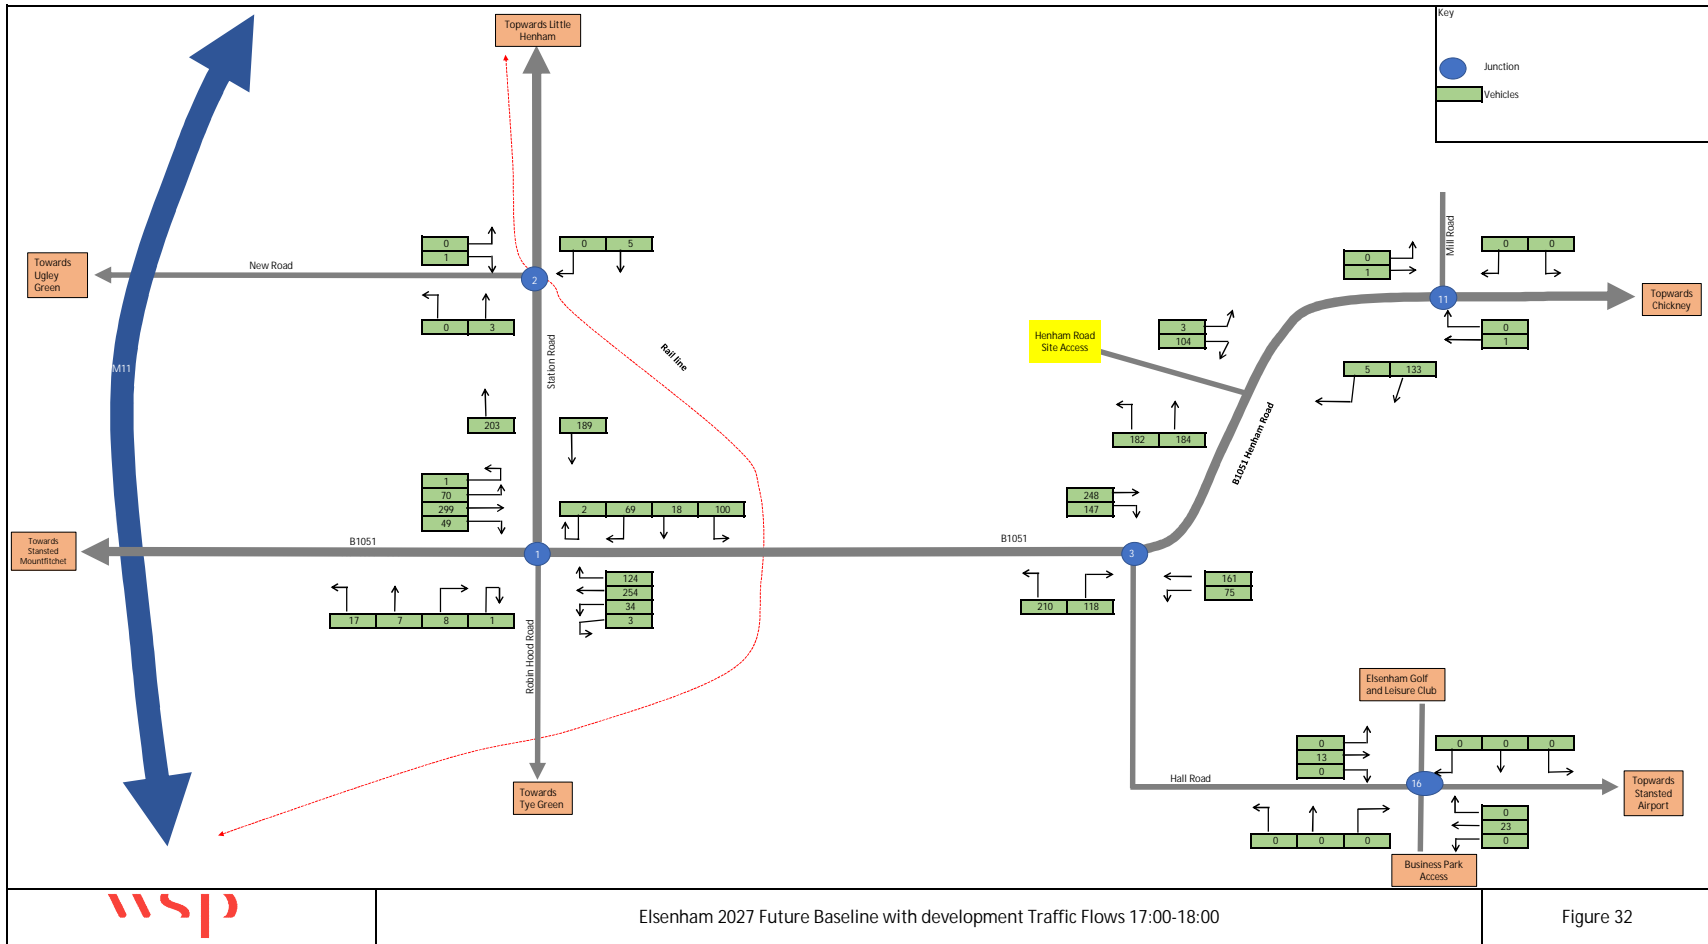 Topwards Little
Henham
Key
Junction
Vehicles
Towards
Ugley
Green
New Road
0
1
0 5
2
0 3
Station Road
Rail line
M11
203
189
1
70
299
49
2 69 18 100
Towards
Stansted
Mountfitchet
B1051
1
B1051
17 7 8 1
124
254
34
3
Robin Hood Road
Towards
Tye Green
Henham Road
Site Access
3
104
182 184
B1051 Henham Road
248
147
3
210 118
161
75
Mill Road
0
1
0 0
11
Topwards
Chickney
0
1
5 133
Elsenham Golf
and Leisure Club
0
13
0
0 0 0
Hall Road
16
Topwards
Stansted
Airport
0 0 0
0
23
0
Business Park
Access
wsp
Elsenham 2027 Future Baseline with development Traffic Flows 17:00-18:00
Figure 32